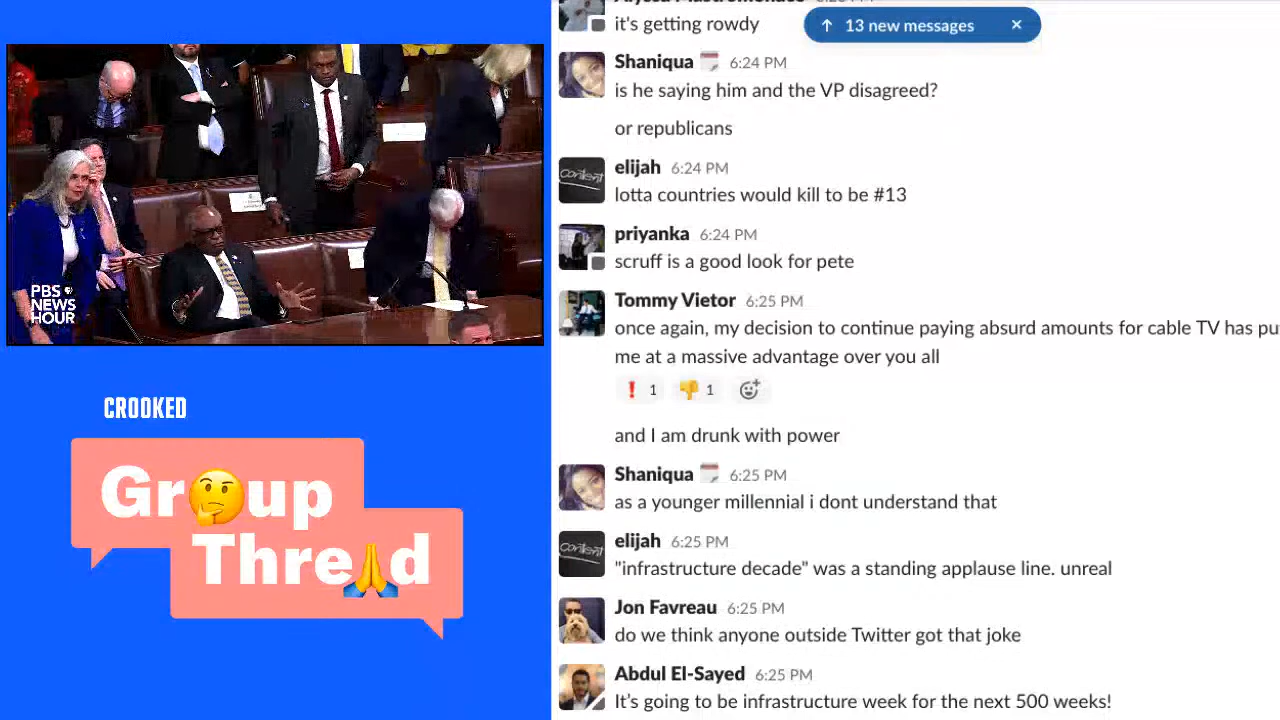 it's getting rowdy
↑ 13 new messages ×
Shaniqua 6:24 PM
is he saying him and the VP disagreed?
or republicans
elijah 6:24 PM
lotta countries would kill to be #13
priyanka 6:24 PM
scruff is a good look for pete
Tommy Vietor 6:25 PM
once again, my decision to continue paying absurd amounts for cable TV has pu
me at a massive advantage over you all
❗ 1 👎 1
and I am drunk with power
Shaniqua 6:25 PM
as a younger millennial i dont understand that
elijah 6:25 PM
"infrastructure decade" was a standing applause line. unreal
Jon Favreau 6:25 PM
do we think anyone outside Twitter got that joke
Abdul El-Sayed 6:25 PM
It's going to be infrastructure week for the next 500 weeks!
PBS
NEWS
HOUR
CROOKED
Gr🤔up
Thre🙏d
content
content